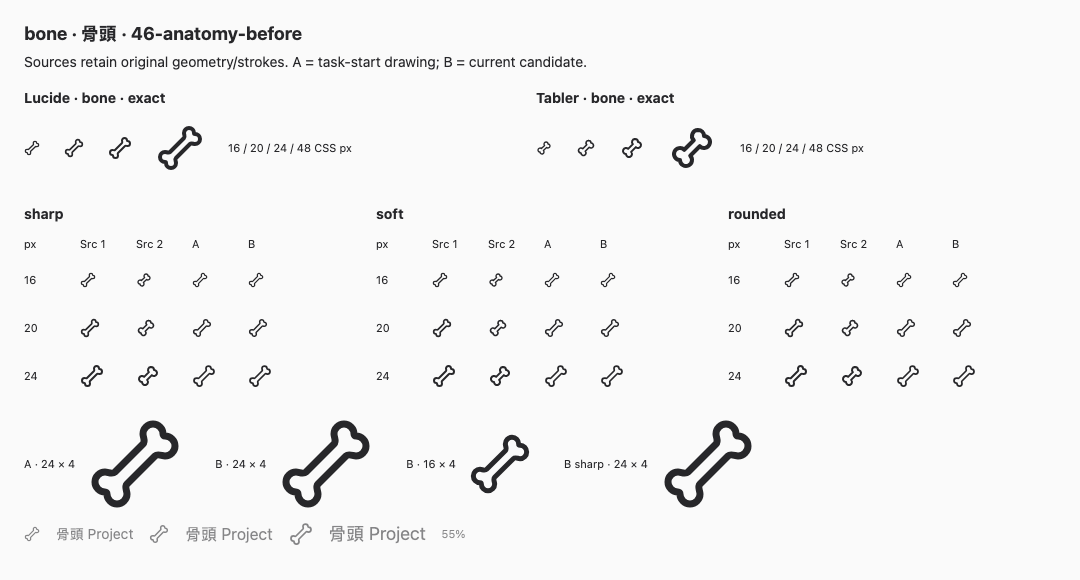 bone · 骨頭 · 46-anatomy-before
Sources retain original geometry/strokes. A = task-start drawing; B = current candidate.
Lucide · bone · exact
Tabler · bone · exact
16 / 20 / 24 / 48 CSS px
16 / 20 / 24 / 48 CSS px
sharp
soft
rounded
px Src 1 Src 2 A B
px Src 1 Src 2 A B
px Src 1 Src 2 A B
16
16
16
20
20
20
24
24
24
A · 24 × 4
B · 24 × 4
B · 16 × 4
B sharp · 24 × 4
骨頭 Project
骨頭 Project
骨頭 Project
55%